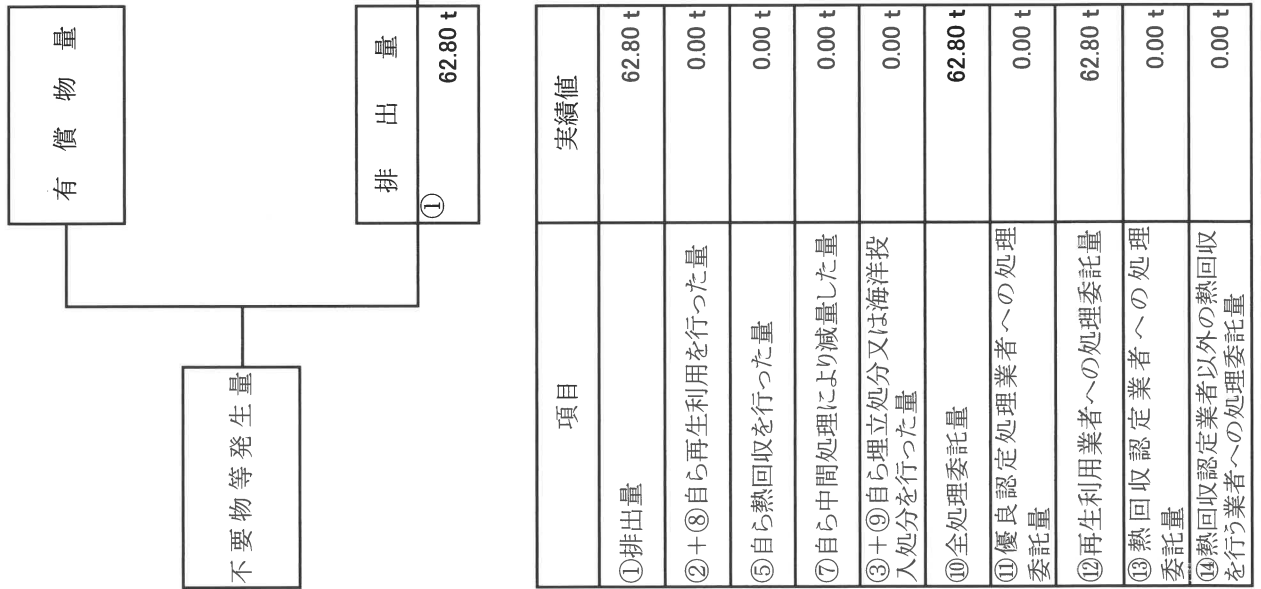 有償物量
不要物等発生量
排出量
①
62.80 t
項目
実績値
①排出量
62.80 t
②+⑧自ら再生利用を行った量
0.00 t
⑤自ら熱回収を行った量
0.00 t
⑦自ら中間処理により減量した量
0.00 t
③+⑨自ら埋立処分又は海洋投
入処分を行った量
0.00 t
⑩全処理委託量
62.80 t
⑪優良認定処理業者への処理
委託量
0.00 t
⑫再生利用業者への処理委託量
62.80 t
⑬熱回収認定業者への処理
委託量
0.00 t
⑭熱回収認定業者以外の熱回収
を行う業者への処理委託量
0.00 t